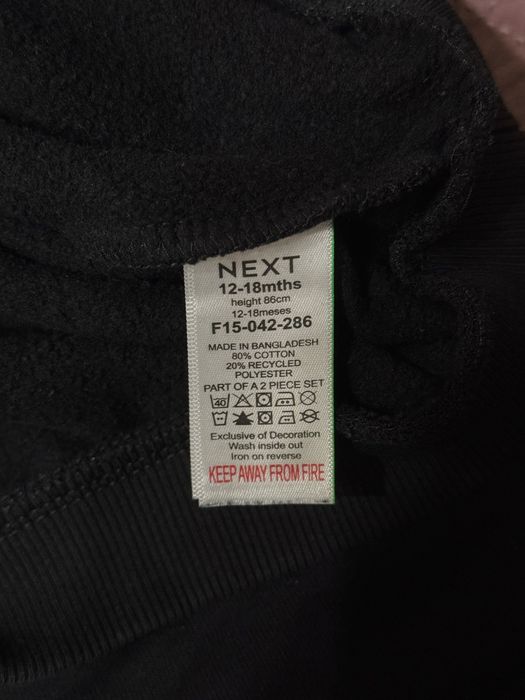 NEXT
12-18mths
height 86cm
12-18meses
F15-042-286
MADE IN BANGLADESH
80% COTTON
20% RECYCLED
POLYESTER
PART OF A 2 PIECE SET
40
Exclusive of Decoration
Wash inside out
Iron on reverse
KEEP AWAY FROM FIRE